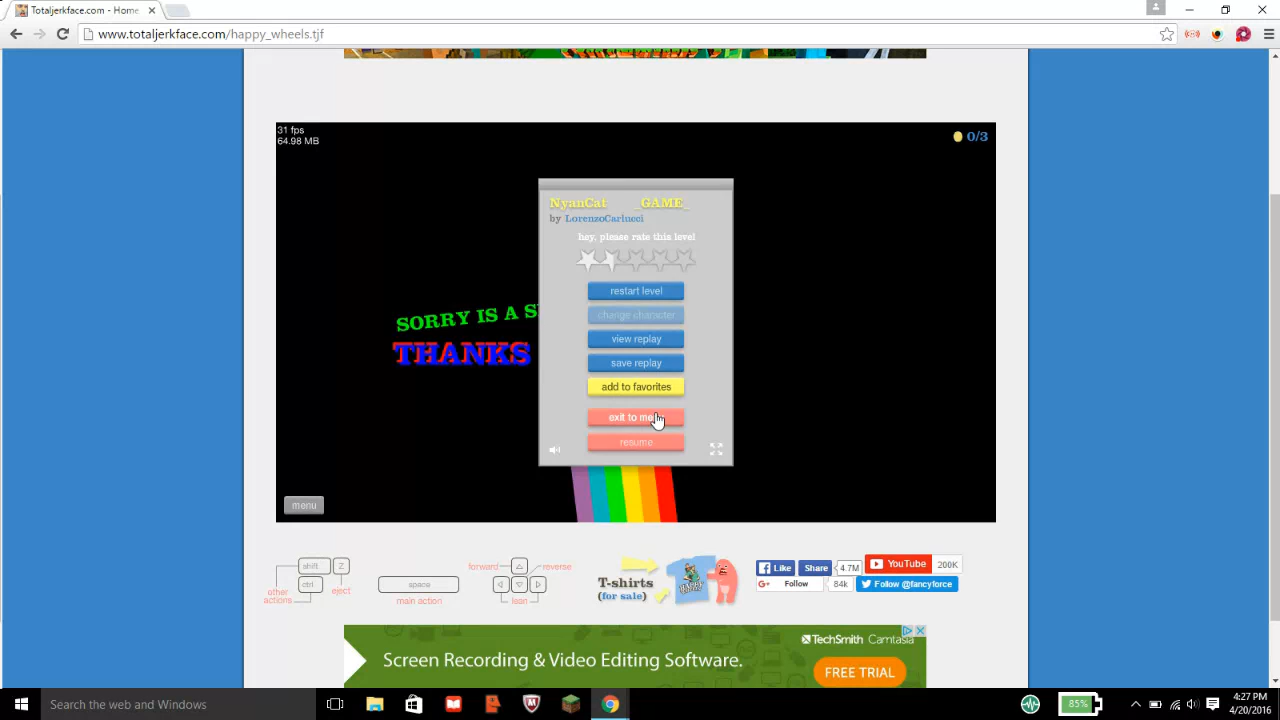 Totaljerkface.com - Home
www.totaljerkface.com/happy_wheels.tjf
31 fps
64.98 MB
0/3
NyanCat _GAME_
by LorenzoCarlucci
hey, please rate this level
restart level
change character
view replay
save replay
add to favorites
exit to
resume
SORRY IS A
THANKS
menu
shift Z
ctrl
other actions
eject
space
main action
forward
reverse
lean
T-shirts
(for sale)
Like Share 4.7M
YouTube 200K
Follow 84k
Follow @fancyforce
TechSmith Camtasia
Screen Recording & Video Editing Software.
FREE TRIAL
Search the web and Windows
85%
4:27 PM
4/20/2016